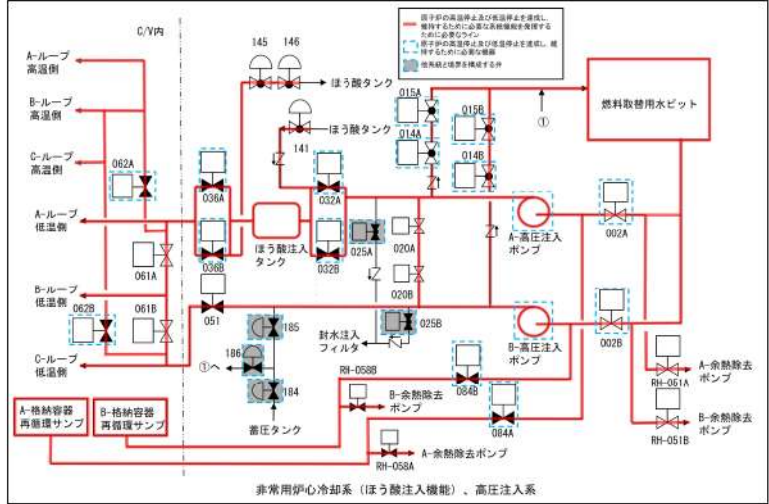 C/V内
145 146
原子炉の高温停止及び低温停止を達成し、
維持するために必要な系統機能を発揮する
ために必要なライン
原子炉の高温停止及び低温停止を達成し、維
持するために必要な機器
他系統と境界を構成する弁
A-ループ
高温側
B-ループ
高温側
C-ループ
高温側
A-ループ
低温側
B-ループ
低温側
C-ループ
低温側
ほう酸タンク
ほう酸タンク
141
015A
015B
014A
014B
①
燃料取替用水ピット
062A
036A
032A
036B
032B
ほう酸注入
タンク
025A
020A
020B
A-高圧注入
ポンプ
002A
061A
062B
061B
051
185
186
①へ
184
蓄圧タンク
封水注入
フィルタ
025B
B-高圧注入
ポンプ
002B
RH-058B
084B
084A
B-余熱除去
ポンプ
RH-058A
A-余熱除去ポンプ
RH-051A
A-余熱除去
ポンプ
RH-051B
B-余熱除去
ポンプ
A-格納容器
再循環サンプ
B-格納容器
再循環サンプ
非常用炉心冷却系（ほう酸注入機能）、高圧注入系